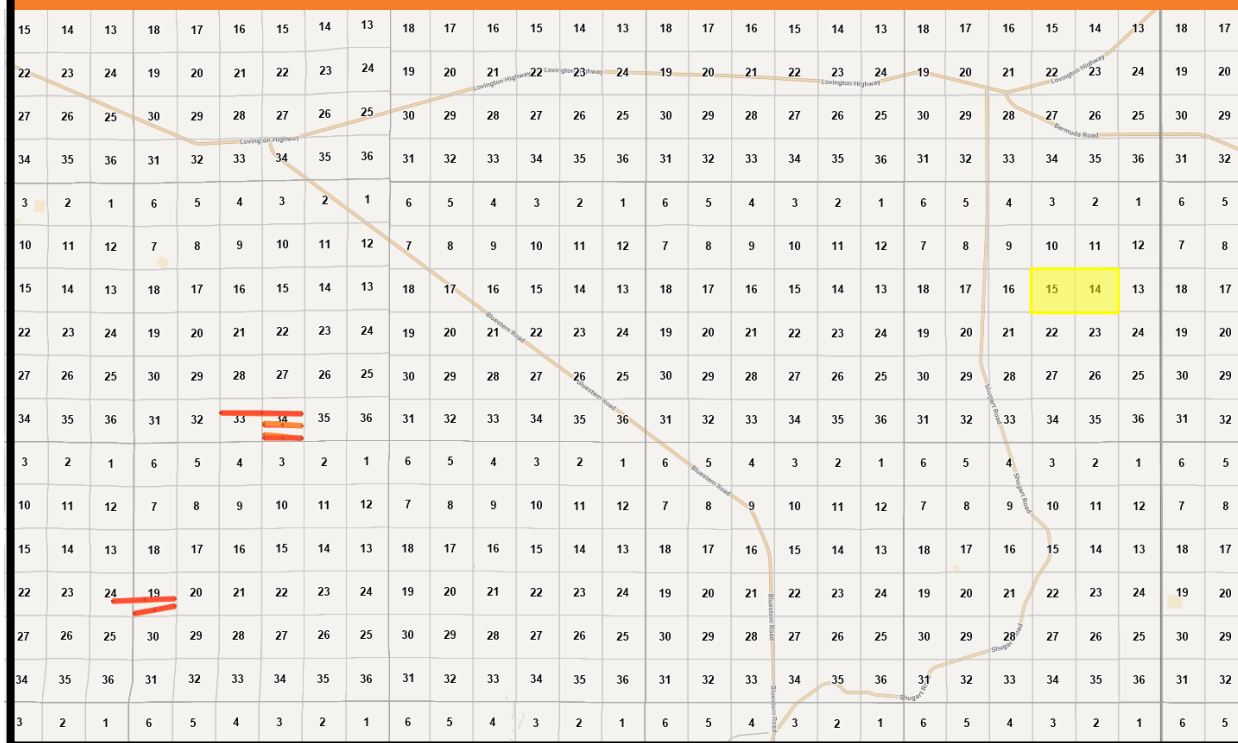 15 14 13 18 17 16 15 14 13 18 17 16 15 14 13 18 17 16 15 14 13 18 17 16 15 14 13 18 17
22 23 24 19 20 21 22 23 24 19 20 21 22 23 24 19 20 21 22 23 24 19 20 21 22 23 24 19 20
Lovington Highway
Lovington Highway
Lovington Highway
Lovington Highway
27 26 25 30 29 28 27 26 25 30 29 28 27 26 25 30 29 28 27 26 25 30 29 28 27 26 25 30 29
Bermuda Road
Lovington Highway
34 35 36 31 32 33 34 35 36 31 32 33 34 35 36 31 32 33 34 35 36 31 32 33 34 35 36 31 32
3 2 1 6 5 4 3 2 1 6 5 4 3 2 1 6 5 4 3 2 1 6 5 4 3 2 1 6 5
10 11 12 7 8 9 10 11 12 7 8 9 10 11 12 7 8 9 10 11 12 7 8 9 10 11 12 7 8
15 14 13 18 17 16 15 14 13 18 17 16 15 14 13 18 17 16 15 14 13 18 17 16 15 14 13 18 17
Bluestem Road
22 23 24 19 20 21 22 23 24 19 20 21 22 23 24 19 20 21 22 23 24 19 20 21 22 23 24 19 20
27 26 25 30 29 28 27 26 25 30 29 28 27 26 25 30 29 28 27 26 25 30 29 28 27 26 25 30 29
Bluestem Road
Shugart Road
34 35 36 31 32 33 34 35 36 31 32 33 34 35 36 31 32 33 34 35 36 31 32 33 34 35 36 31 32
3 2 1 6 5 4 3 2 1 6 5 4 3 2 1 6 5 4 3 2 1 6 5 4 3 2 1 6 5
Bluestem Road
Shugart Road
10 11 12 7 8 9 10 11 12 7 8 9 10 11 12 7 8 9 10 11 12 7 8 9 10 11 12 7 8
15 14 13 18 17 16 15 14 13 18 17 16 15 14 13 18 17 16 15 14 13 18 17 16 15 14 13 18 17
22 23 24 19 20 21 22 23 24 19 20 21 22 23 24 19 20 21 22 23 24 19 20 21 22 23 24 19 20
Bluestem Road
27 26 25 30 29 28 27 26 25 30 29 28 27 26 25 30 29 28 27 26 25 30 29 28 27 26 25 30 29
Shugart Road
34 35 36 31 32 33 34 35 36 31 32 33 34 35 36 31 32 33 34 35 36 31 32 33 34 35 36 31 32
Shugart Road
Bluestem Road
3 2 1 6 5 4 3 2 1 6 5 4 3 2 1 6 5 4 3 2 1 6 5 4 3 2 1 6 5